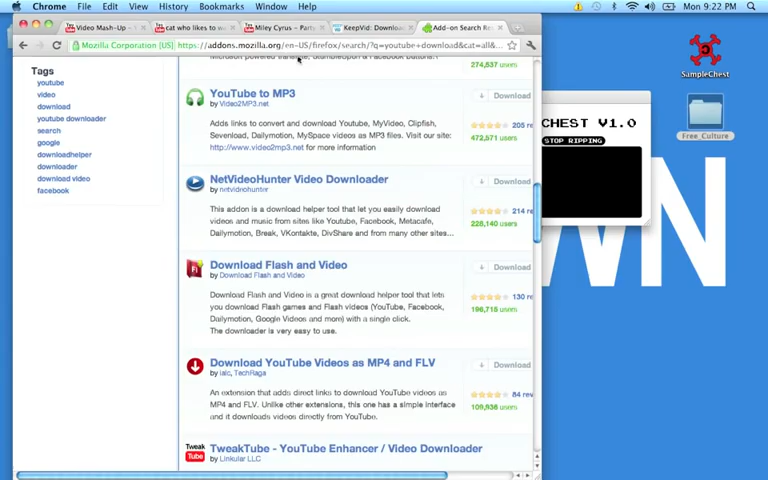 Chrome File Edit View History Bookmarks Window Help
Mon 9:22 PM
Video Mash-Up
cat who likes to wa
Miley Cyrus - Party
KeepVid: Download
Add-on Search Res
Mozilla Corporation [US] https://addons.mozilla.org/en-US/firefox/search/?q=youtube+download&cat=all&
Tags
youtube
video
download
youtube downloader
search
google
downloadhelper
downloader
download video
facebook
274,537 users
YouTube to MP3
by Video2MP3.net
Download
Adds links to convert and download Youtube, MyVideo, Clipfish,
Sevenload, Dailymotion, MySpace videos as MP3 files. Visit our site:
http://www.video2mp3.net for more information
205 re
472,571 users
NetVideoHunter Video Downloader
by netvideohunter
Download
This addon is a download helper tool that let you easily download
videos and music from sites like Youtube, Facebook, Metacafe,
Dailymotion, Break, VKontakte, DivShare and from many other sites...
214 re
228,140 users
Download Flash and Video
by Download Flash and Video
Download
Download Flash and Video is a great download helper tool that lets
you download Flash games and Flash videos (YouTube, Facebook,
Dailymotion, Google Videos and more) with a single click.
The downloader is very easy to use.
130 re
196,715 users
Download YouTube Videos as MP4 and FLV
by ialc, TechRaga
Download
An extension that adds direct links to download YouTube videos as
MP4 and FLV. Unlike other extensions, this one has a simple interface
and it downloads videos directly from YouTube.
84 rev
109,936 users
Tweak
Tube
TweakTube - YouTube Enhancer / Video Downloader
by Linkular LLC
CHEST V1.0
STOP RIPPING
SampleChest
Free_Culture
WN